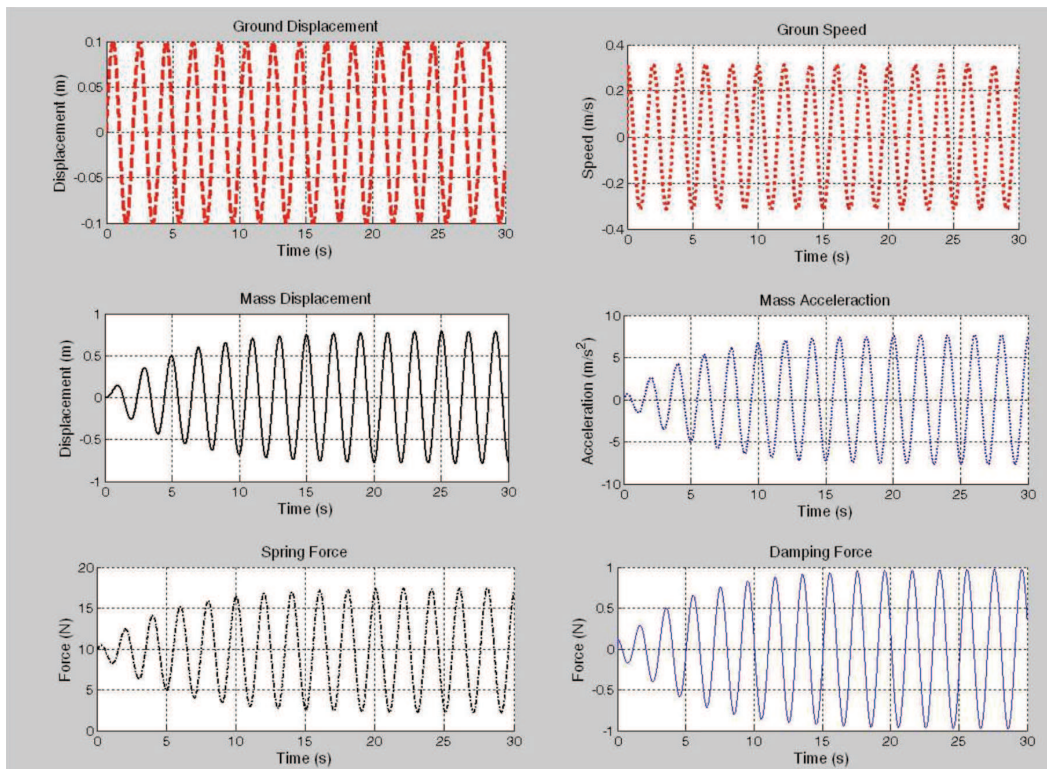 Ground Displacement
Displacement (m)
0.1
0.05
0
-0.05
-0.1
0 5 10 15 20 25 30
Time (s)
Groun Speed
Speed (m/s)
0.4
0.2
0
-0.2
-0.4
0 5 10 15 20 25 30
Time (s)
Mass Displacement
Displacement (m)
1
0.5
0
-0.5
-1
0 5 10 15 20 25 30
Time (s)
Mass Acceleraction
Acceleration (m/s²)
10
5
0
-5
-10
0 5 10 15 20 25 30
Time (s)
Spring Force
Force (N)
20
15
10
5
0
0 5 10 15 20 25 30
Time (s)
Damping Force
Force (N)
1
0.5
0
-0.5
-1
0 5 10 15 20 25 30
Time (s)